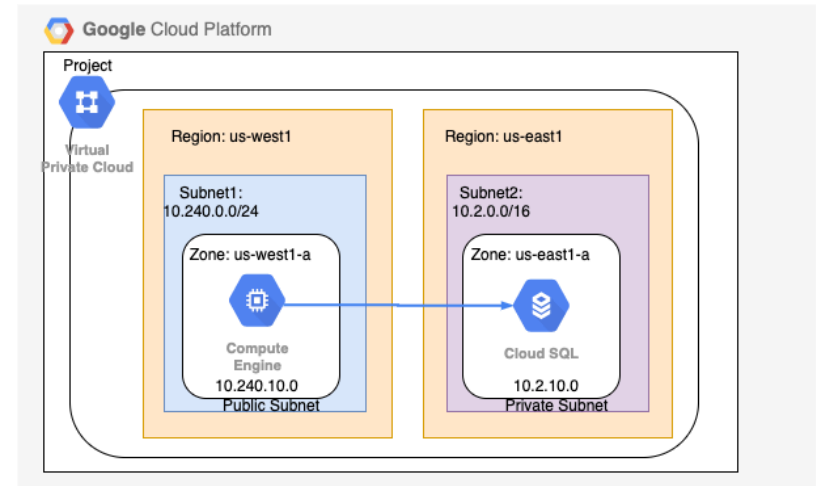 Google Cloud Platform
Project
Virtual
Private Cloud
Region: us-west1
Subnet1:
10.240.0.0/24
Zone: us-west1-a
Compute
Engine
10.240.10.0
Public Subnet
Region: us-east1
Subnet2:
10.2.0.0/16
Zone: us-east1-a
Cloud SQL
10.2.10.0
Private Subnet